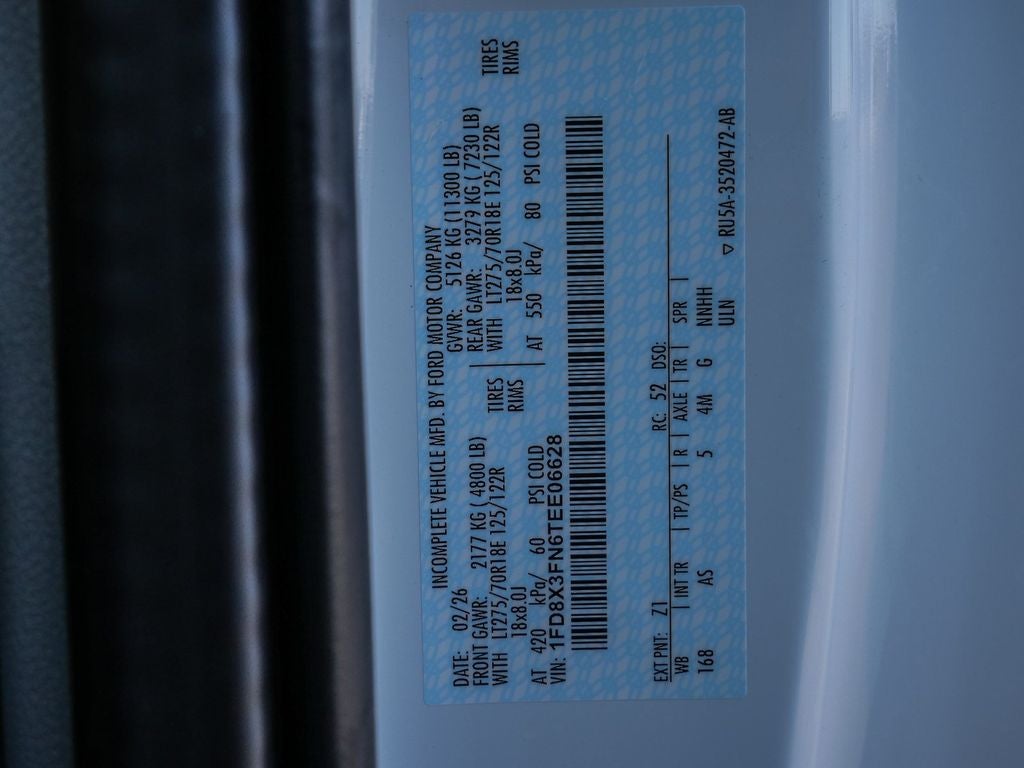 INCOMPLETE VEHICLE MFD. BY FORD MOTOR COMPANY
DATE: 02/26 GVWR: 5126 KG (11300 LB)
FRONT GAWR: 2177 KG ( 4800 LB) REAR GAWR: 3279 KG ( 7230 LB)
WITH LT275/70R18E 125/122R TIRES WITH LT275/70R18E 125/122R TIRES
18x8.0J RIMS 18x8.0J RIMS
AT 420 kPa/ 60 PSI COLD AT 550 kPa/ 80 PSI COLD
VIN: 1FD8X3FN6TEE06628
EXT PNT: Z1 RC: 52 DSO:
WB | INT TR | TP/PS | R | AXLE | TR | SPR |
168 AS 5 4M G NNHHH
ULN ▽ RU5A-3520472-AB